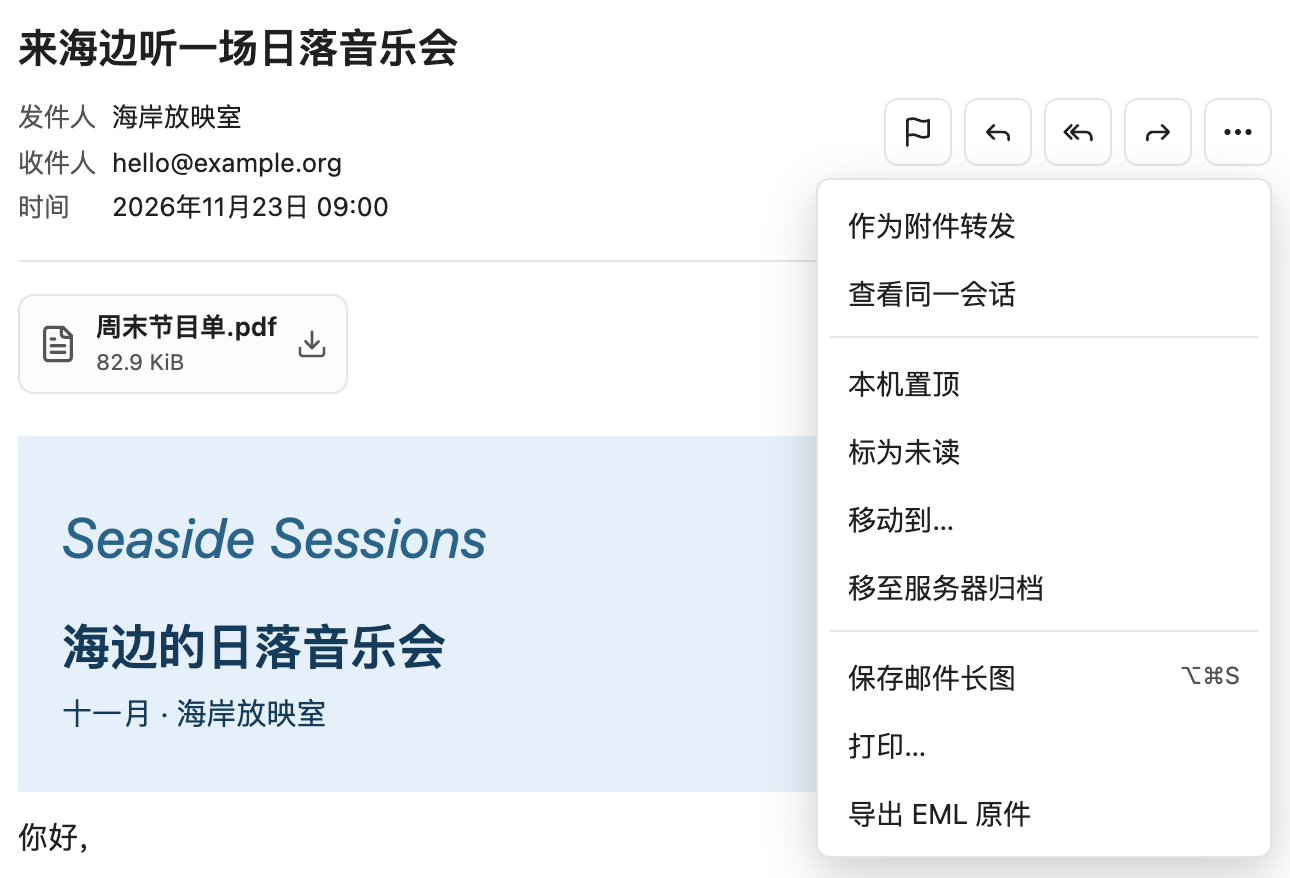 来海边听一场日落音乐会
发件人 海岸放映室
收件人 hello@example.org
时间 2026年11月23日 09:00
周末节目单.pdf
82.9 KiB
Seaside Sessions
海边的日落音乐会
十一月 · 海岸放映室
你好,
作为附件转发
查看同一会话
本机置顶
标为未读
移动到...
移至服务器归档
保存邮件长图 ⌥⌘S
打印...
导出 EML 原件